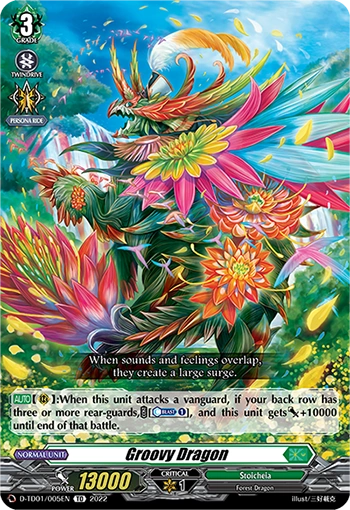 3
GRADE
TWINDRIVE
PERSONA RIDE
When sounds and feelings overlap,
they create a large surge.
AUTO【 】:When this unit attacks a vanguard, if your back row has
three or more rear-guards, [BLAST 1], and this unit gets +10000
until end of that battle.
NORMAL UNIT Groovy Dragon
POWER 13000 CRITICAL 1 Stoicheia
Forest Dragon
D-TD01/005EN TD 2022 illust/三好載克